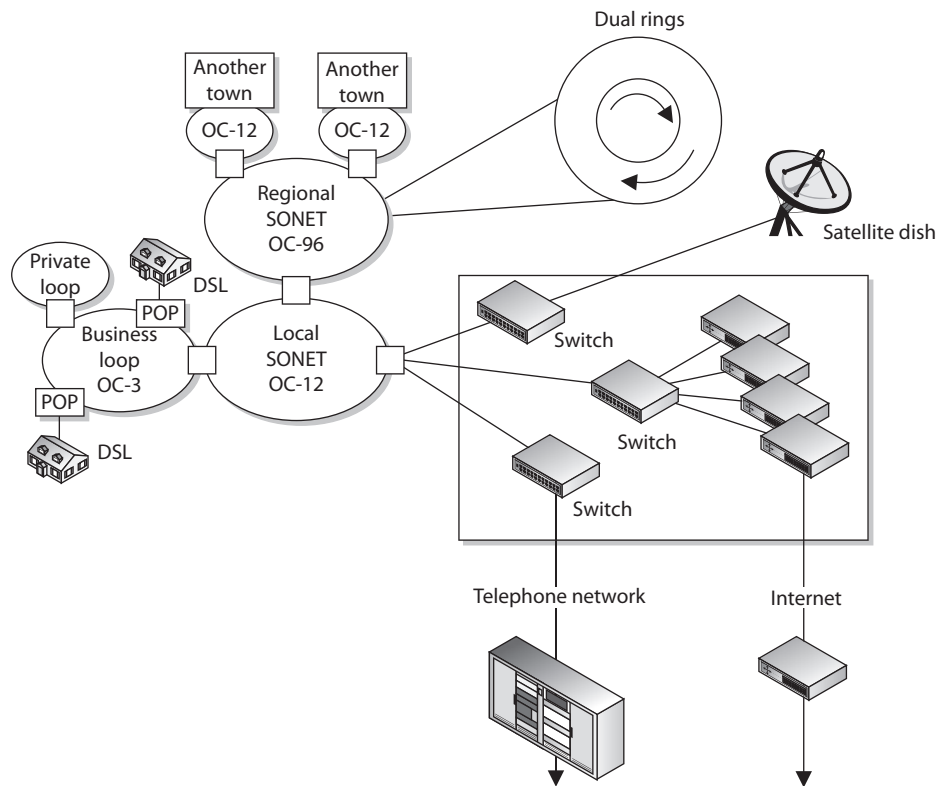 Dual rings
Another
town
Another
town
OC-12
OC-12
Regional
SONET
OC-96
Satellite dish
Private
loop
DSL
POP
Business
loop
OC-3
Local
SONET
OC-12
Switch
POP
Switch
DSL
Switch
Telephone network
Internet